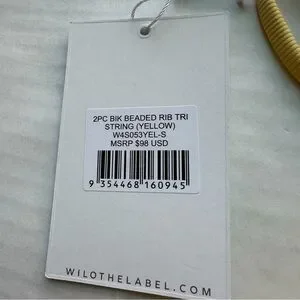 2PC BIK BEADED RIB TRI
STRING (YELLOW)
W4S053YEL-S
MSRP $98 USD
9 354468 160945
WILOTHELABEL.COM